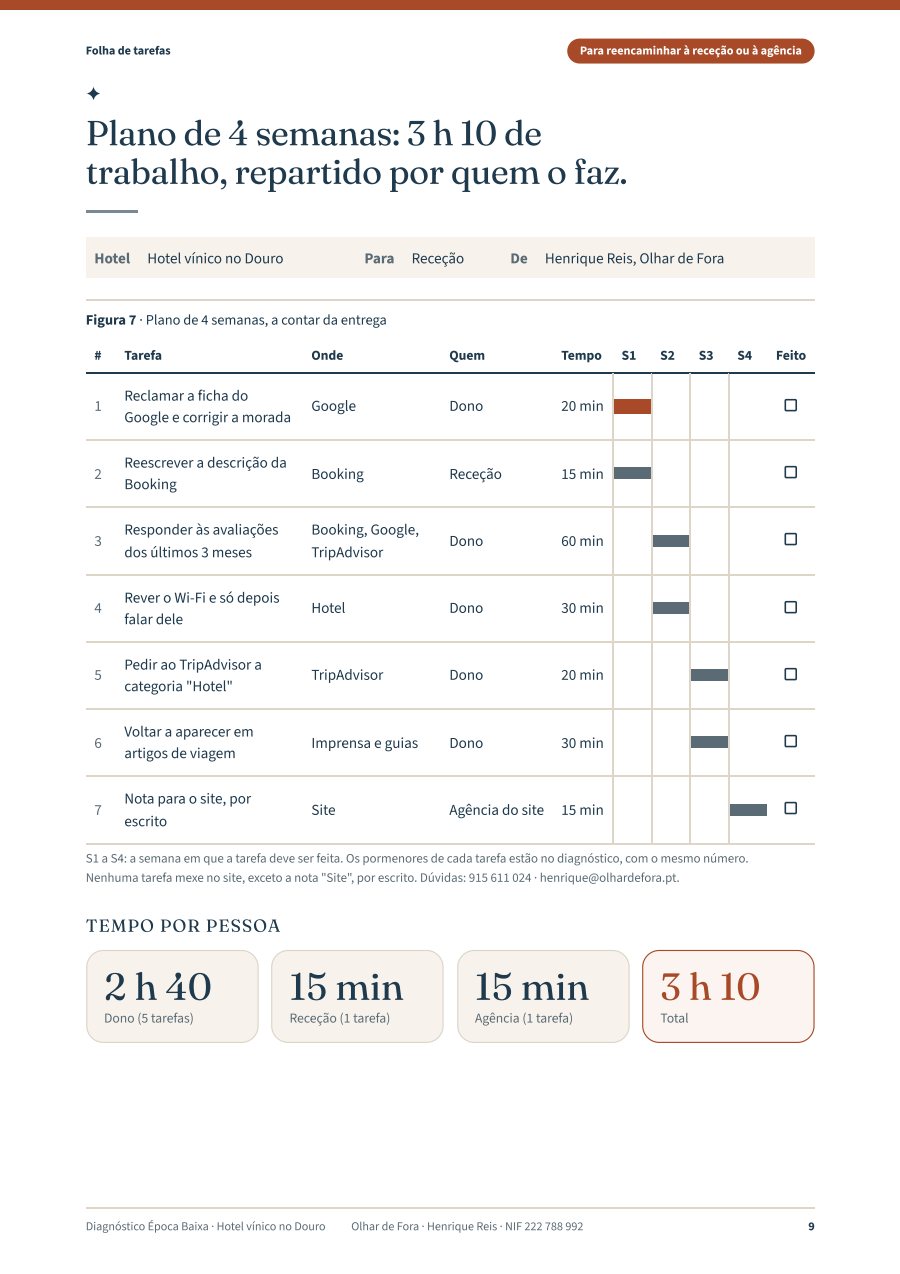 Folha de tarefas
Para reencaminhar à receção ou à agência
Plano de 4 semanas: 3 h 10 de
trabalho, repartido por quem o faz.
Hotel Hotel vínico no Douro Para Receção De Henrique Reis, Olhar de Fora
Figura 7 · Plano de 4 semanas, a contar da entrega
# Tarefa Onde Quem Tempo S1 S2 S3 S4 Feito
1 Reclamar a ficha do
Google e corrigir a morada Google Dono 20 min
2 Reescrever a descrição da
Booking Booking Receção 15 min
3 Responder às avaliações
dos últimos 3 meses Booking, Google,
TripAdvisor Dono 60 min
4 Rever o Wi-Fi e só depois
falar dele Hotel Dono 30 min
5 Pedir ao TripAdvisor a
categoria "Hotel" TripAdvisor Dono 20 min
6 Voltar a aparecer em
artigos de viagem Imprensa e guias Dono 30 min
7 Nota para o site, por
escrito Site Agência do site 15 min
S1 a S4: a semana em que a tarefa deve ser feita. Os pormenores de cada tarefa estão no diagnóstico, com o mesmo número.
Nenhuma tarefa mexe no site, exceto a nota "Site", por escrito. Dúvidas: 915 611 024 · henrique@olhardefora.pt.
TEMPO POR PESSOA
2 h 40
Dono (5 tarefas)
15 min
Receção (1 tarefa)
15 min
Agência (1 tarefa)
3 h 10
Total
Diagnóstico Época Baixa · Hotel vínico no Douro Olhar de Fora · Henrique Reis · NIF 222 788 992 9